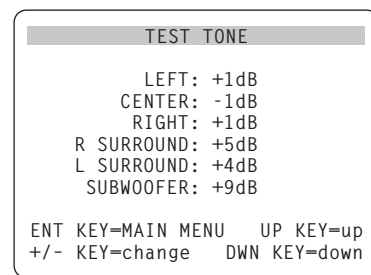 TEST TONE
LEFT: +1dB
CENTER: -1dB
RIGHT: +1dB
R SURROUND: +5dB
L SURROUND: +4dB
SUBWOOFER: +9dB
ENT KEY=MAIN MENU UP KEY=up
+/- KEY=change DWN KEY=down